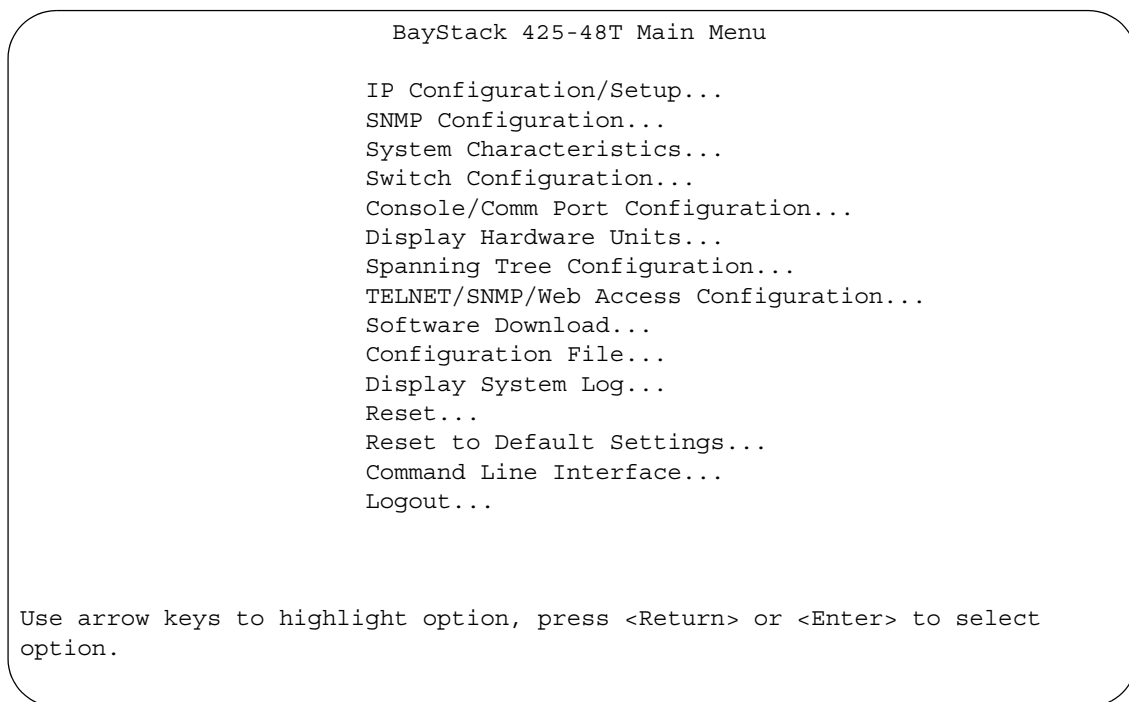 BayStack 425-48T Main Menu
IP Configuration/Setup...
SNMP Configuration...
System Characteristics...
Switch Configuration...
Console/Comm Port Configuration...
Display Hardware Units...
Spanning Tree Configuration...
TELNET/SNMP/Web Access Configuration...
Software Download...
Configuration File...
Display System Log...
Reset...
Reset to Default Settings...
Command Line Interface...
Logout...
Use arrow keys to highlight option, press <Return> or <Enter> to select
option.